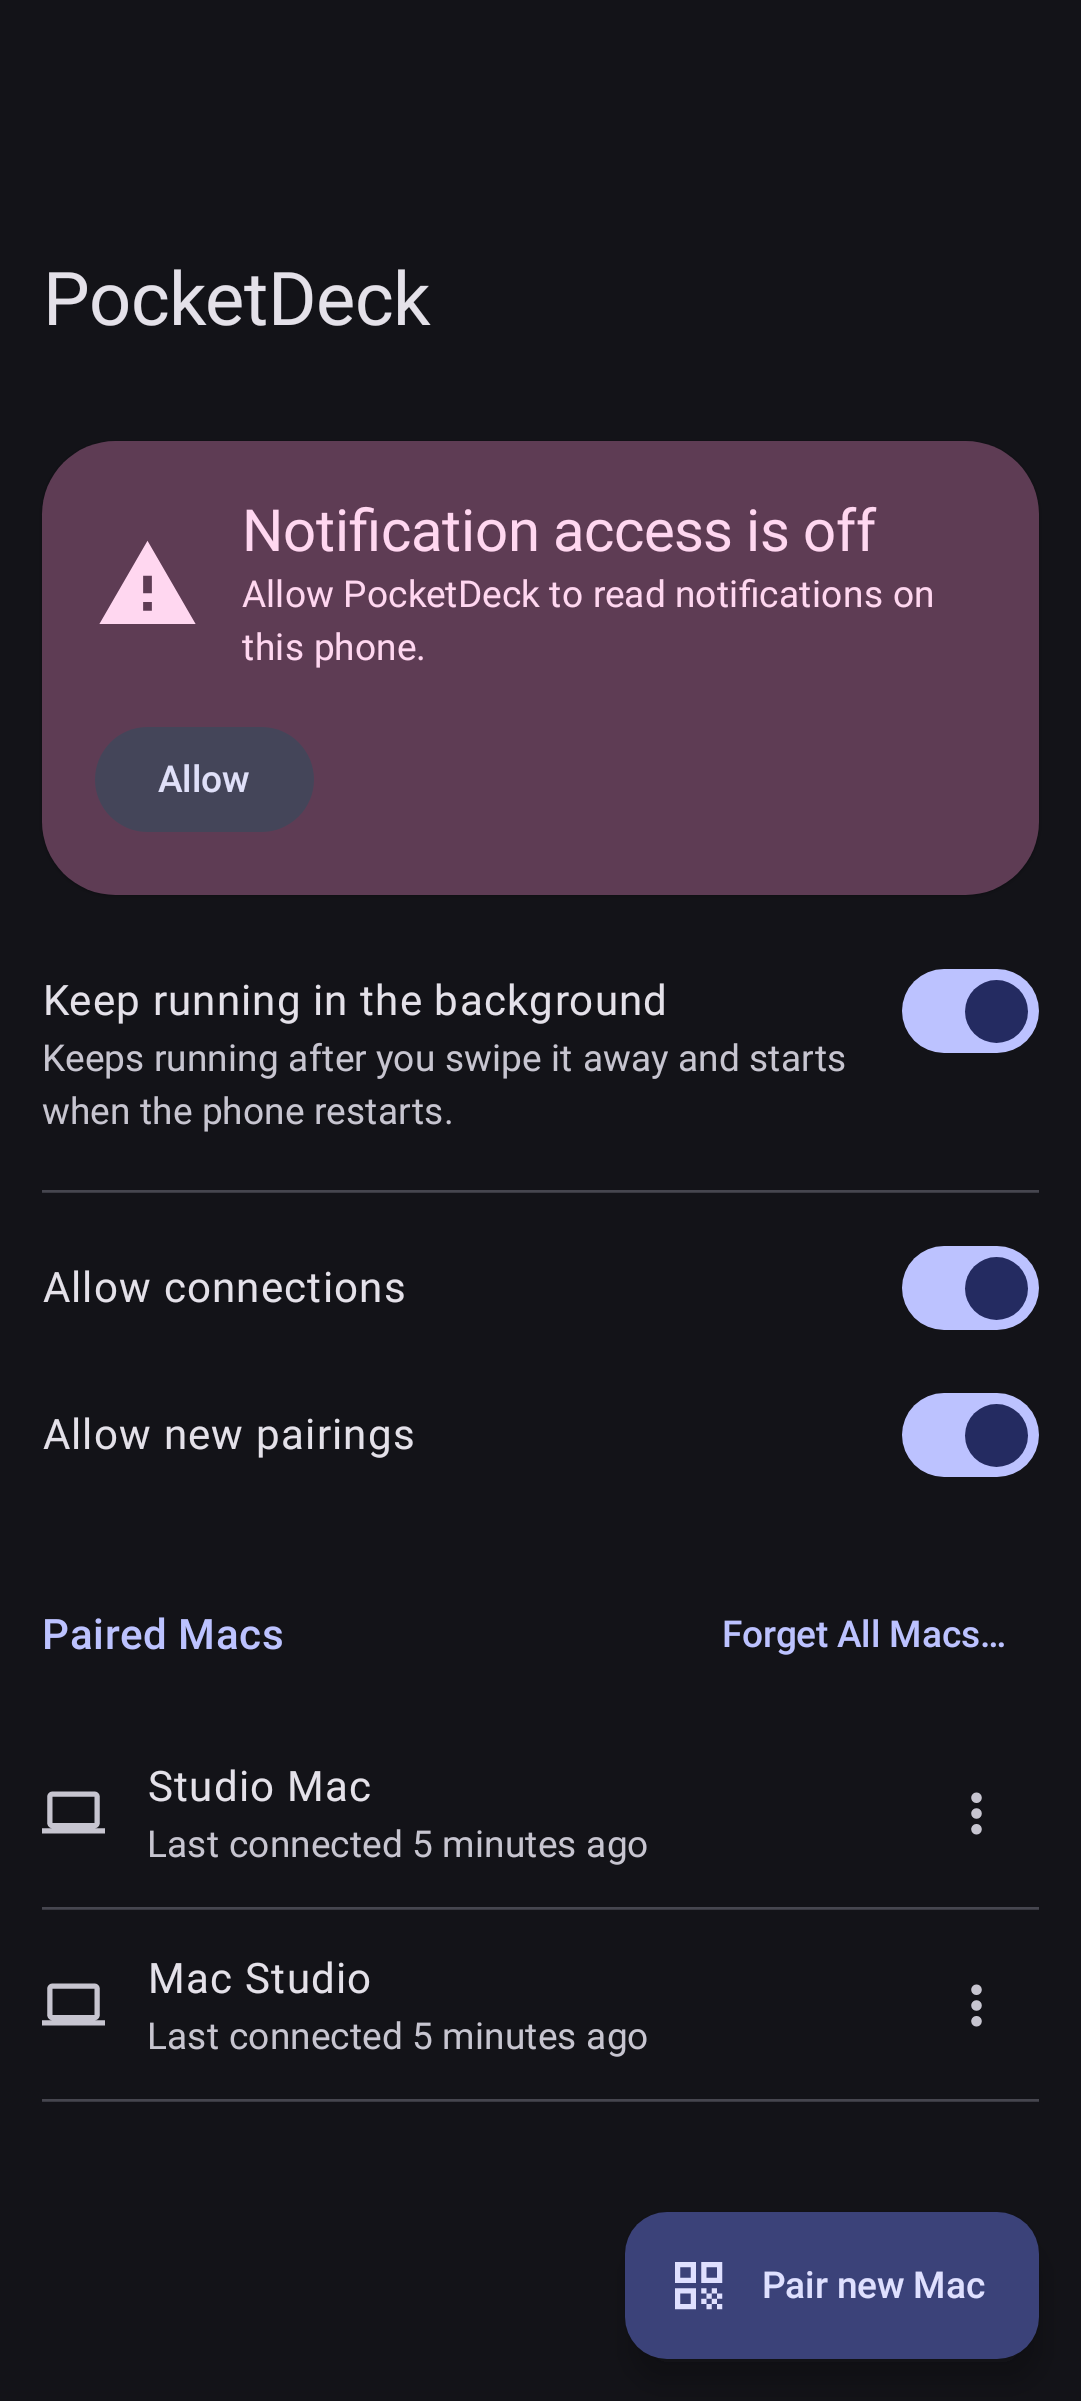 PocketDeck
Notification access is off
Allow PocketDeck to read notifications on
this phone.
Allow
Keep running in the background
Keeps running after you swipe it away and starts
when the phone restarts.
Allow connections
Allow new pairings
Paired Macs
Forget All Macs…
Studio Mac
Last connected 5 minutes ago
Mac Studio
Last connected 5 minutes ago
Pair new Mac